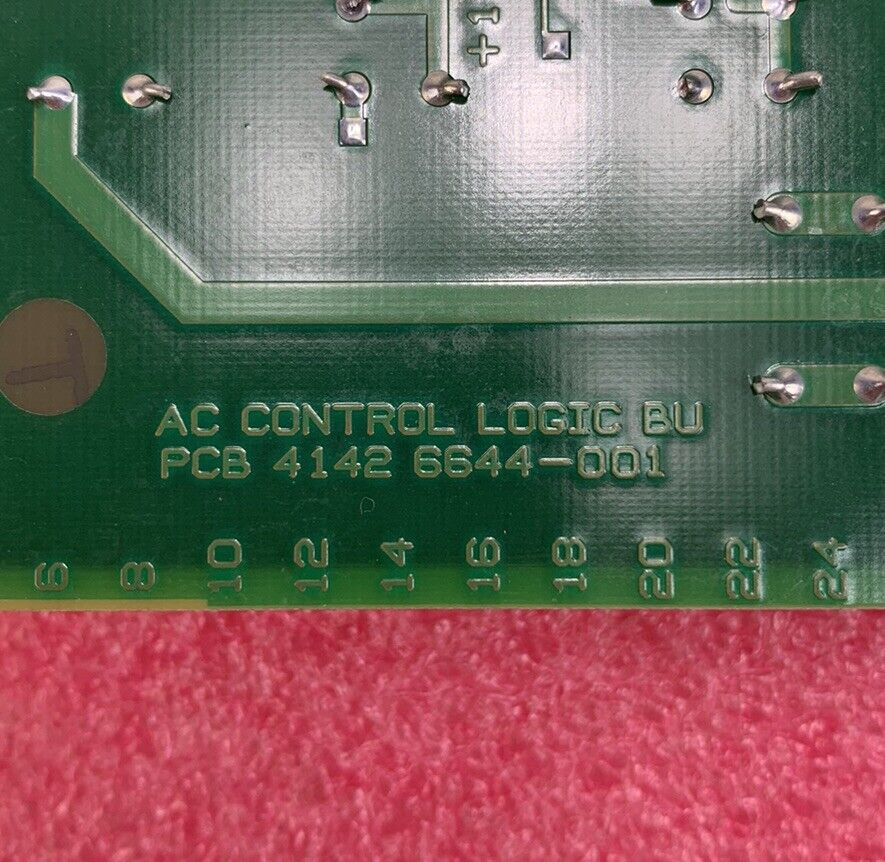 +1
AC CONTROL LOGIC BU
PCB 4142 6644-001
6 8 10 12 14 16 18 20 22 24